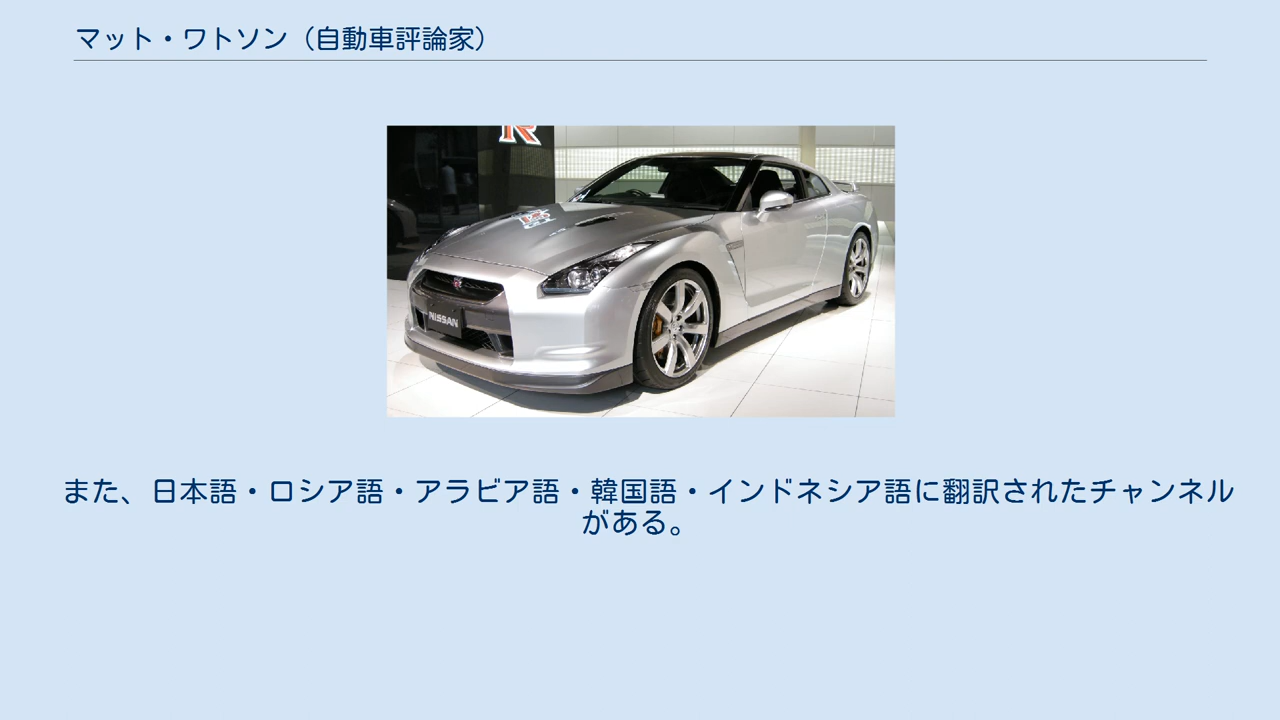 マット・ワトソン（自動車評論家）
R
NISSAN
また、日本語・ロシア語・アラビア語・韓国語・インドネシア語に翻訳されたチャンネル
がある。